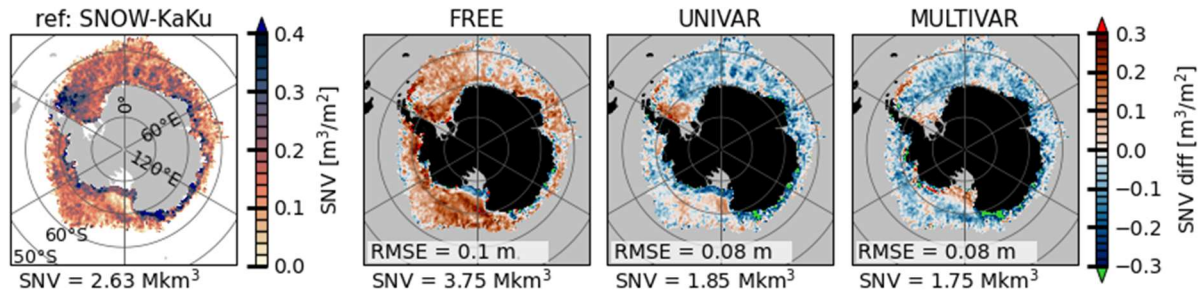 ref: SNOW-KaKu
FREE
UNIVAR
MULTIVAR
0.4
0.3
0.2
0.1
0.0
SNV [m³/m²]
0°
60°E
120°E
60°S
50°S
SNV = 2.63 Mkm³
RMSE = 0.1 m
SNV = 3.75 Mkm³
RMSE = 0.08 m
SNV = 1.85 Mkm³
RMSE = 0.08 m
SNV = 1.75 Mkm³
0.3
0.2
0.1
0.0
−0.1
−0.2
−0.3
SNV diff [m³/m²]